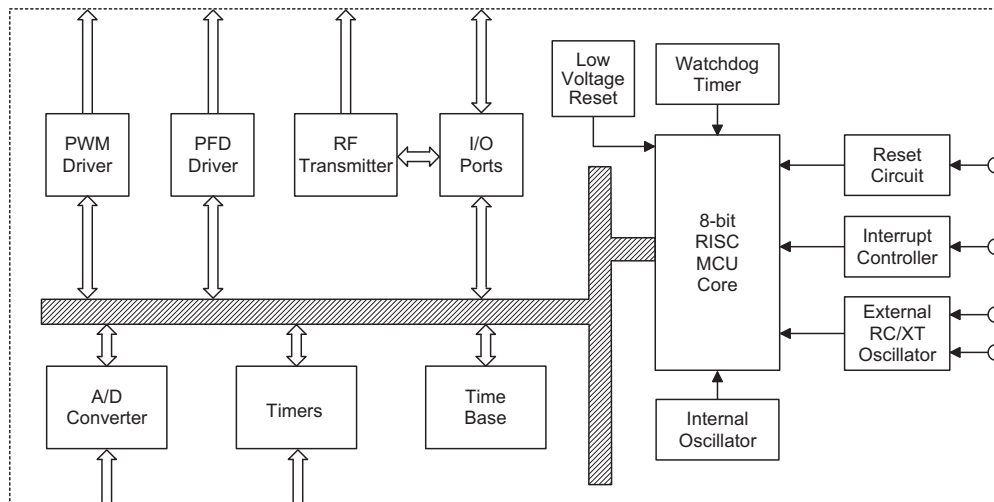 Low
Voltage
Reset
Watchdog
Timer
PWM
Driver
PFD
Driver
RF
Transmitter
I/O
Ports
Reset
Circuit
8-bit
RISC
MCU
Core
Interrupt
Controller
External
RC/XT
Oscillator
A/D
Converter
Timers
Time
Base
Internal
Oscillator